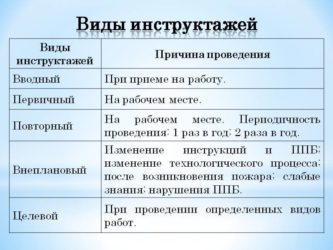 Виды инструктажей
Виды
инструктажей
Причина проведения
Вводный
При приеме на работу.
Первичный
На рабочем месте.
Повторный
На рабочем месте. Периодичность
проведения: 1 раз в год; 2 раза в год.
Внеплановый
Изменение инструкций и ППБ;
изменение технологического процесса;
после возникновения пожара; слабые
знания; нарушения ППБ.
Целевой
При проведении определенных видов
работ.